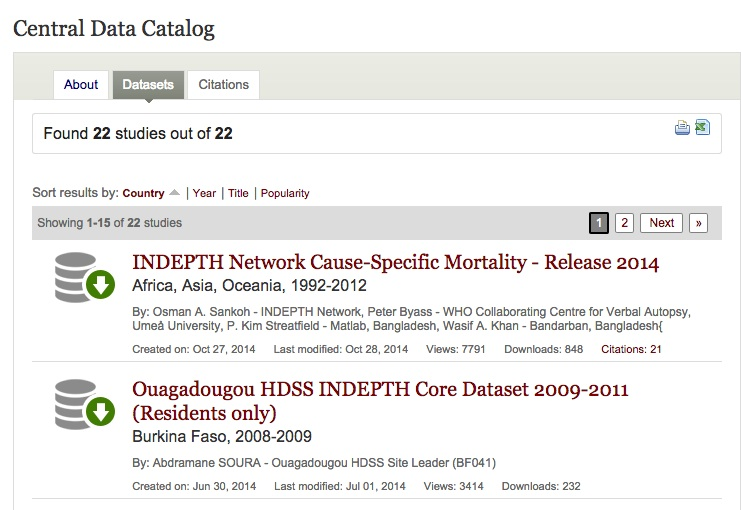 Central Data Catalog
About Datasets Citations
Found 22 studies out of 22
Sort results by: Country | Year | Title | Popularity
Showing 1-15 of 22 studies 1 2 Next »
INDEPTH Network Cause-Specific Mortality - Release 2014
Africa, Asia, Oceania, 1992-2012
By: Osman A. Sankoh - INDEPTH Network, Peter Byass - WHO Collaborating Centre for Verbal Autopsy,
Umeå University, P. Kim Streatfield - Matlab, Bangladesh, Wasif A. Khan - Bandarban, Bangladesh{
Created on: Oct 27, 2014 Last modified: Oct 28, 2014 Views: 7791 Downloads: 848 Citations: 21
Ouagadougou HDSS INDEPTH Core Dataset 2009-2011
(Residents only)
Burkina Faso, 2008-2009
By: Abdramane SOURA - Ouagadougou HDSS Site Leader (BF041)
Created on: Jun 30, 2014 Last modified: Jul 01, 2014 Views: 3414 Downloads: 232